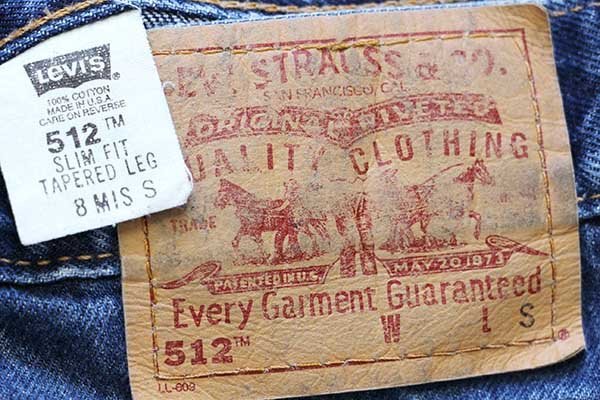 Levi's ®
100% COTTON
MADE IN U.S.A
CARE ON REVERSE
512 ™
SLIM FIT
TAPERED LEG
8 MIS S
STRAUSS & CO.
SAN FRANCISCO, CAL.
ORIGINAL RIVETED
QUALITY CLOTHING
TRADE
PATENTED IN U.S. MAY 20 1873
Every Garment Guaranteed
W L S
512™ ®